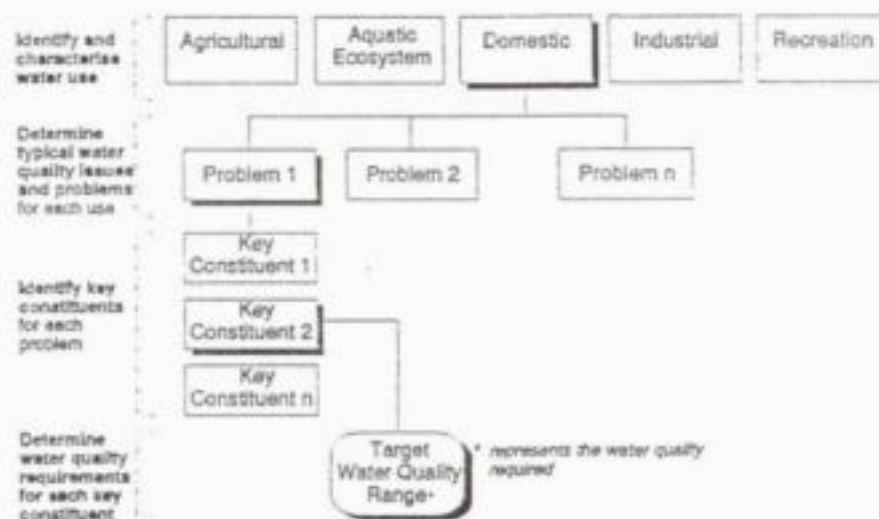 Identify and
characterise
water use
Agricultural
Aquatic
Ecosystem
Domestic
Industrial
Recreation
Determine
typical water
quality issues
and problems
for each use
Problem 1
Problem 2
Problem n
Identify key
constituents
for each
problem
Key
Constituent 1
Key
Constituent 2
Key
Constituent n
Determine
water quality
requirements
for each key
constituent
Target
Water Quality
Range*
* represents the water quality
required